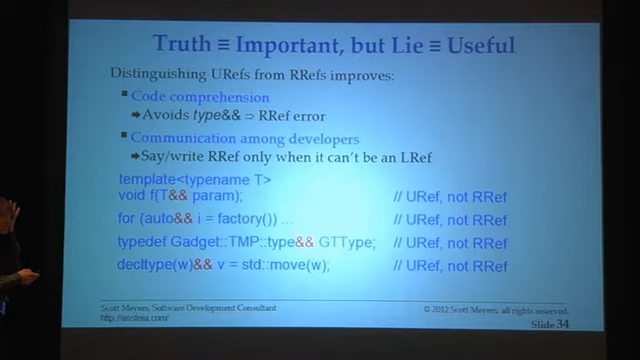 Truth ≡ Important, but Lie ≡ Useful
Distinguishing URefs from RRefs improves:
▪ Code comprehension
➔ Avoids type&& ⇒ RRef error
▪ Communication among developers
➔ Say/write RRef only when it can't be an LRef
template<typename T>
void f(T&& param); // URef, not RRef
for (auto&& i = factory()) ... // URef, not RRef
typedef Gadget::TMP::type&& GTType; // URef, not RRef
decltype(w)&& v = std::move(w); // URef, not RRef
Scott Meyers, Software Development Consultant © 2012 Scott Meyers, all rights reserved.
http://aristeia.com/ Slide 34